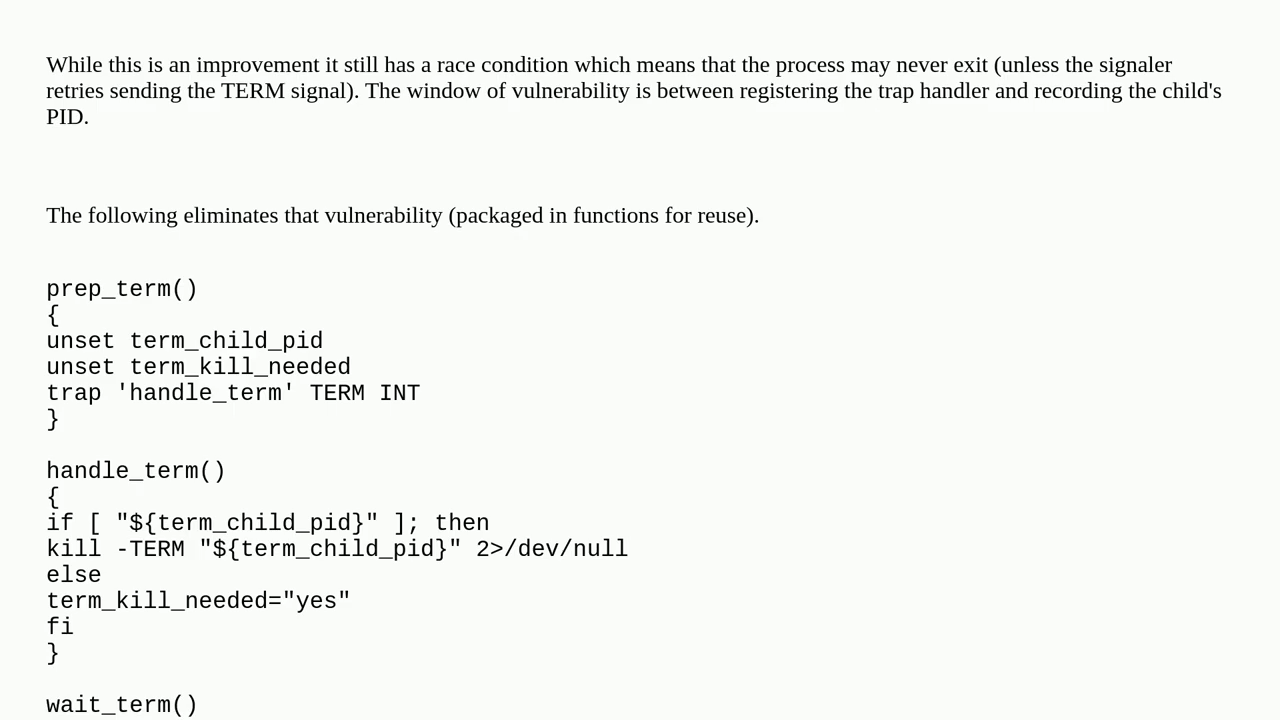 While this is an improvement it still has a race condition which means that the process may never exit (unless the signaler
retries sending the TERM signal). The window of vulnerability is between registering the trap handler and recording the child's
PID.
The following eliminates that vulnerability (packaged in functions for reuse).
prep_term()
{
unset term_child_pid
unset term_kill_needed
trap 'handle_term' TERM INT
}
handle_term()
{
if [ "${term_child_pid}" ]; then
kill -TERM "${term_child_pid}" 2>/dev/null
else
term_kill_needed="yes"
fi
}
wait_term()